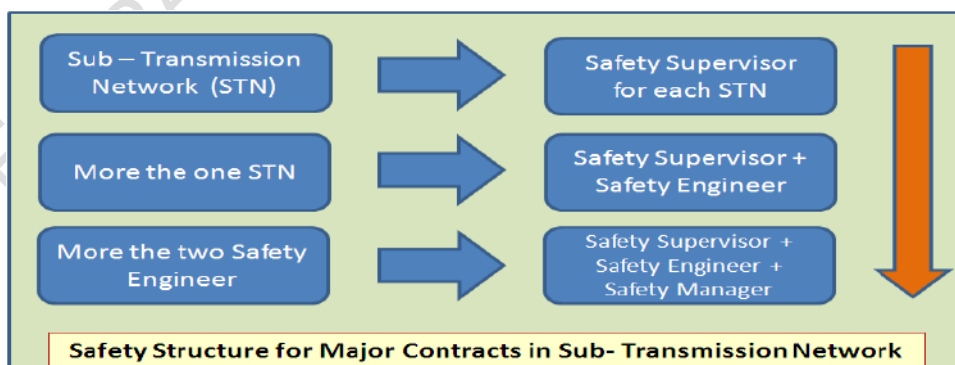 Sub – Transmission
Network (STN)
Safety Supervisor
for each STN
More the one STN
Safety Supervisor +
Safety Engineer
More the two Safety
Engineer
Safety Supervisor +
Safety Engineer +
Safety Manager
Safety Structure for Major Contracts in Sub- Transmission Network